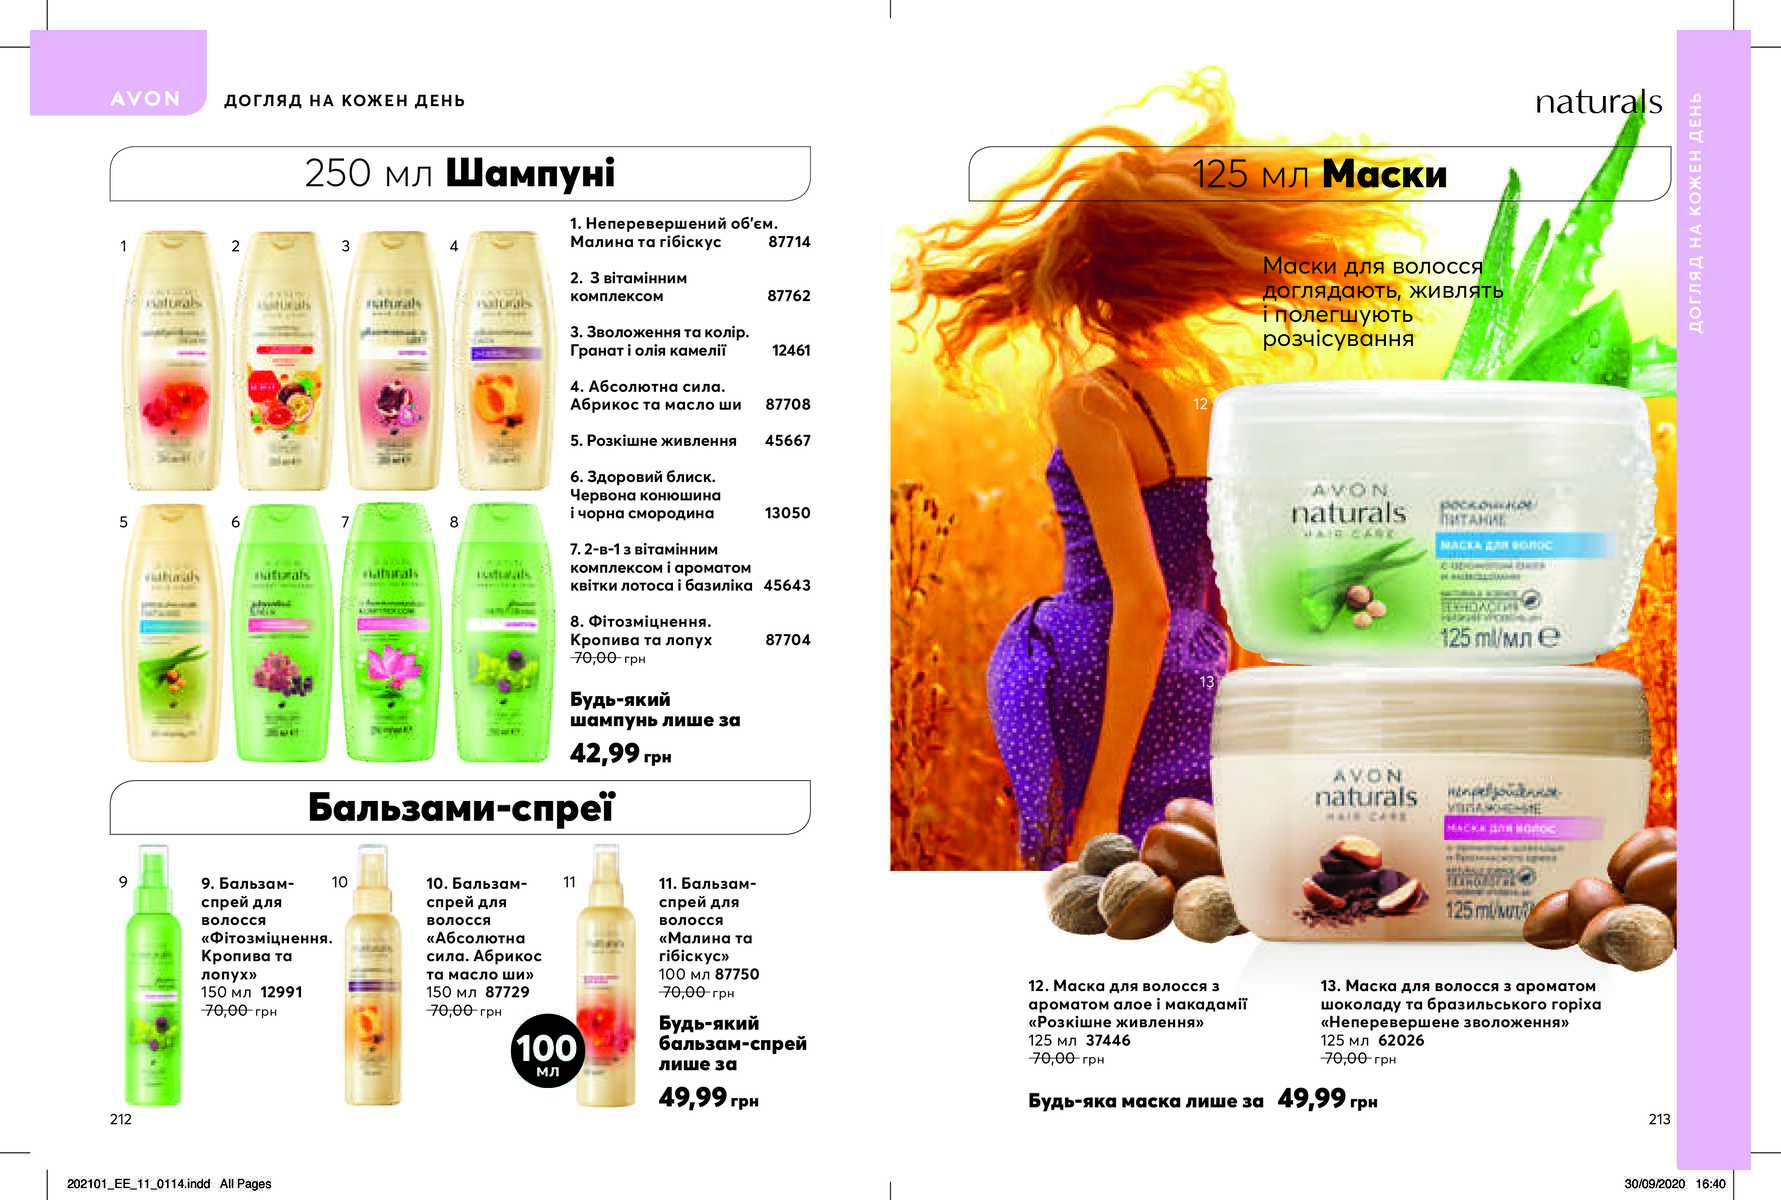 AVON
ДОГЛЯД НА КОЖЕН ДЕНЬ
250 мл Шампуні
1
2
3
4
5
6
7
8
1. Неперевершений об'єм.
Малина та гібіскус 87714
2. З вітамінним
комплексом 87762
3. Зволоження та колір.
Гранат і олія камелії 12461
4. Абсолютна сила.
Абрикос та масло ши 87708
5. Розкішне живлення 45667
6. Здоровий блиск.
Червона конюшина
і чорна смородина 13050
7. 2-в-1 з вітамінним
комплексом і ароматом
квітки лотоса і базиліка 45643
8. Фітозміцнення.
Кропива та лопух 87704
70,00 грн
Будь-який
шампунь лише за
42,99 грн
Бальзами-спреї
9
9. Бальзам-
спрей для
волосся
«Фітозміцнення.
Кропива та
лопух»
150 мл 12991
70,00 грн
10
10. Бальзам-
спрей для
волосся
«Абсолютна
сила. Абрикос
та масло ши»
150 мл 87729
70,00 грн
100
мл
11
11. Бальзам-
спрей для
волосся
«Малина та
гібіскус»
100 мл 87750
70,00 грн
Будь-який
бальзам-спрей
лише за
49,99 грн
212
naturals
ДОГЛЯД НА КОЖЕН ДЕНЬ
125 мл Маски
Маски для волосся
доглядають, живлять
і полегшують
розчісування
12
AVON
naturals
HAIR CARE
роскошное
ПИТАНИЕ
МАСКА ДЛЯ ВОЛОС
ТЕХНОЛОГИЯ
125 ml/мл e
13
AVON
naturals
HAIR CARE
непревзойденное
УВЛАЖНЕНИЕ
МАСКА ДЛЯ ВОЛОС
ТЕХНОЛОГИЯ
125 ml/мл
12. Маска для волосся з
ароматом алое і макадамії
«Розкішне живлення»
125 мл 37446
70,00 грн
13. Маска для волосся з ароматом
шоколаду та бразильського горіха
«Неперевершене зволоження»
125 мл 62026
70,00 грн
Будь-яка маска лише за 49,99 грн
213
202101_EE_11_0114.indd All Pages
30/09/2020 16:40